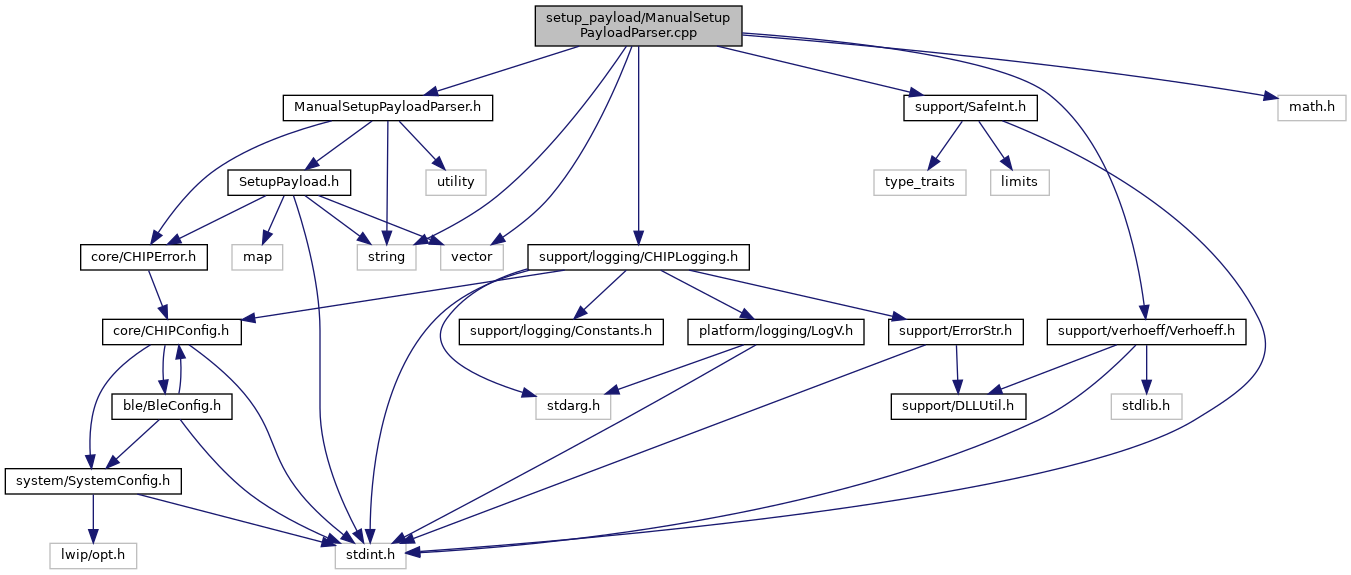 setup_payload/ManualSetup
PayloadParser.cpp
ManualSetupPayloadParser.h
support/SafeInt.h
math.h
SetupPayload.h
utility
type_traits
limits
core/CHIPError.h
map
string
vector
support/logging/CHIPLogging.h
core/CHIPConfig.h
support/logging/Constants.h
platform/logging/LogV.h
support/ErrorStr.h
support/verhoeff/Verhoeff.h
ble/BleConfig.h
stdarg.h
support/DLLUtil.h
stdlib.h
system/SystemConfig.h
lwip/opt.h
stdint.h